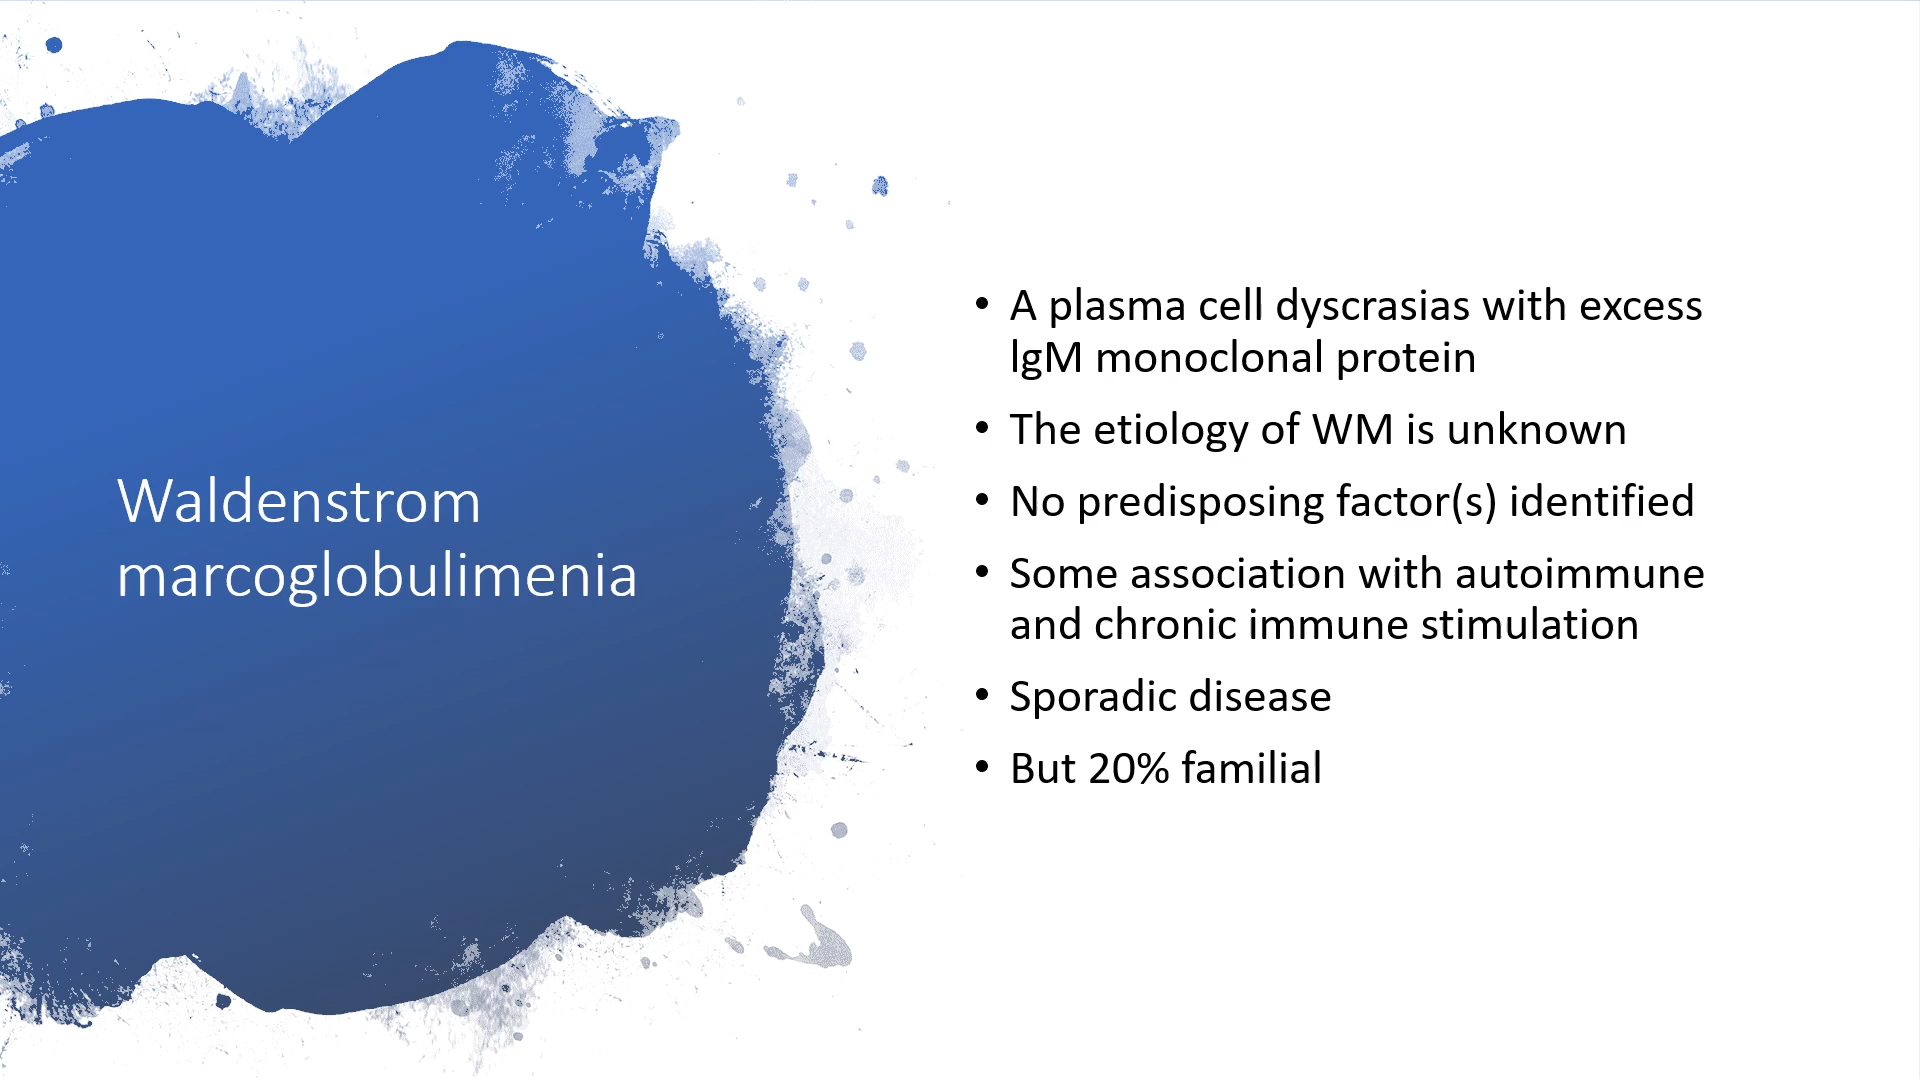 Waldenstrom
marcoglobulimenia
• A plasma cell dyscrasias with excess
IgM monoclonal protein
• The etiology of WM is unknown
• No predisposing factor(s) identified
• Some association with autoimmune
and chronic immune stimulation
• Sporadic disease
• But 20% familial